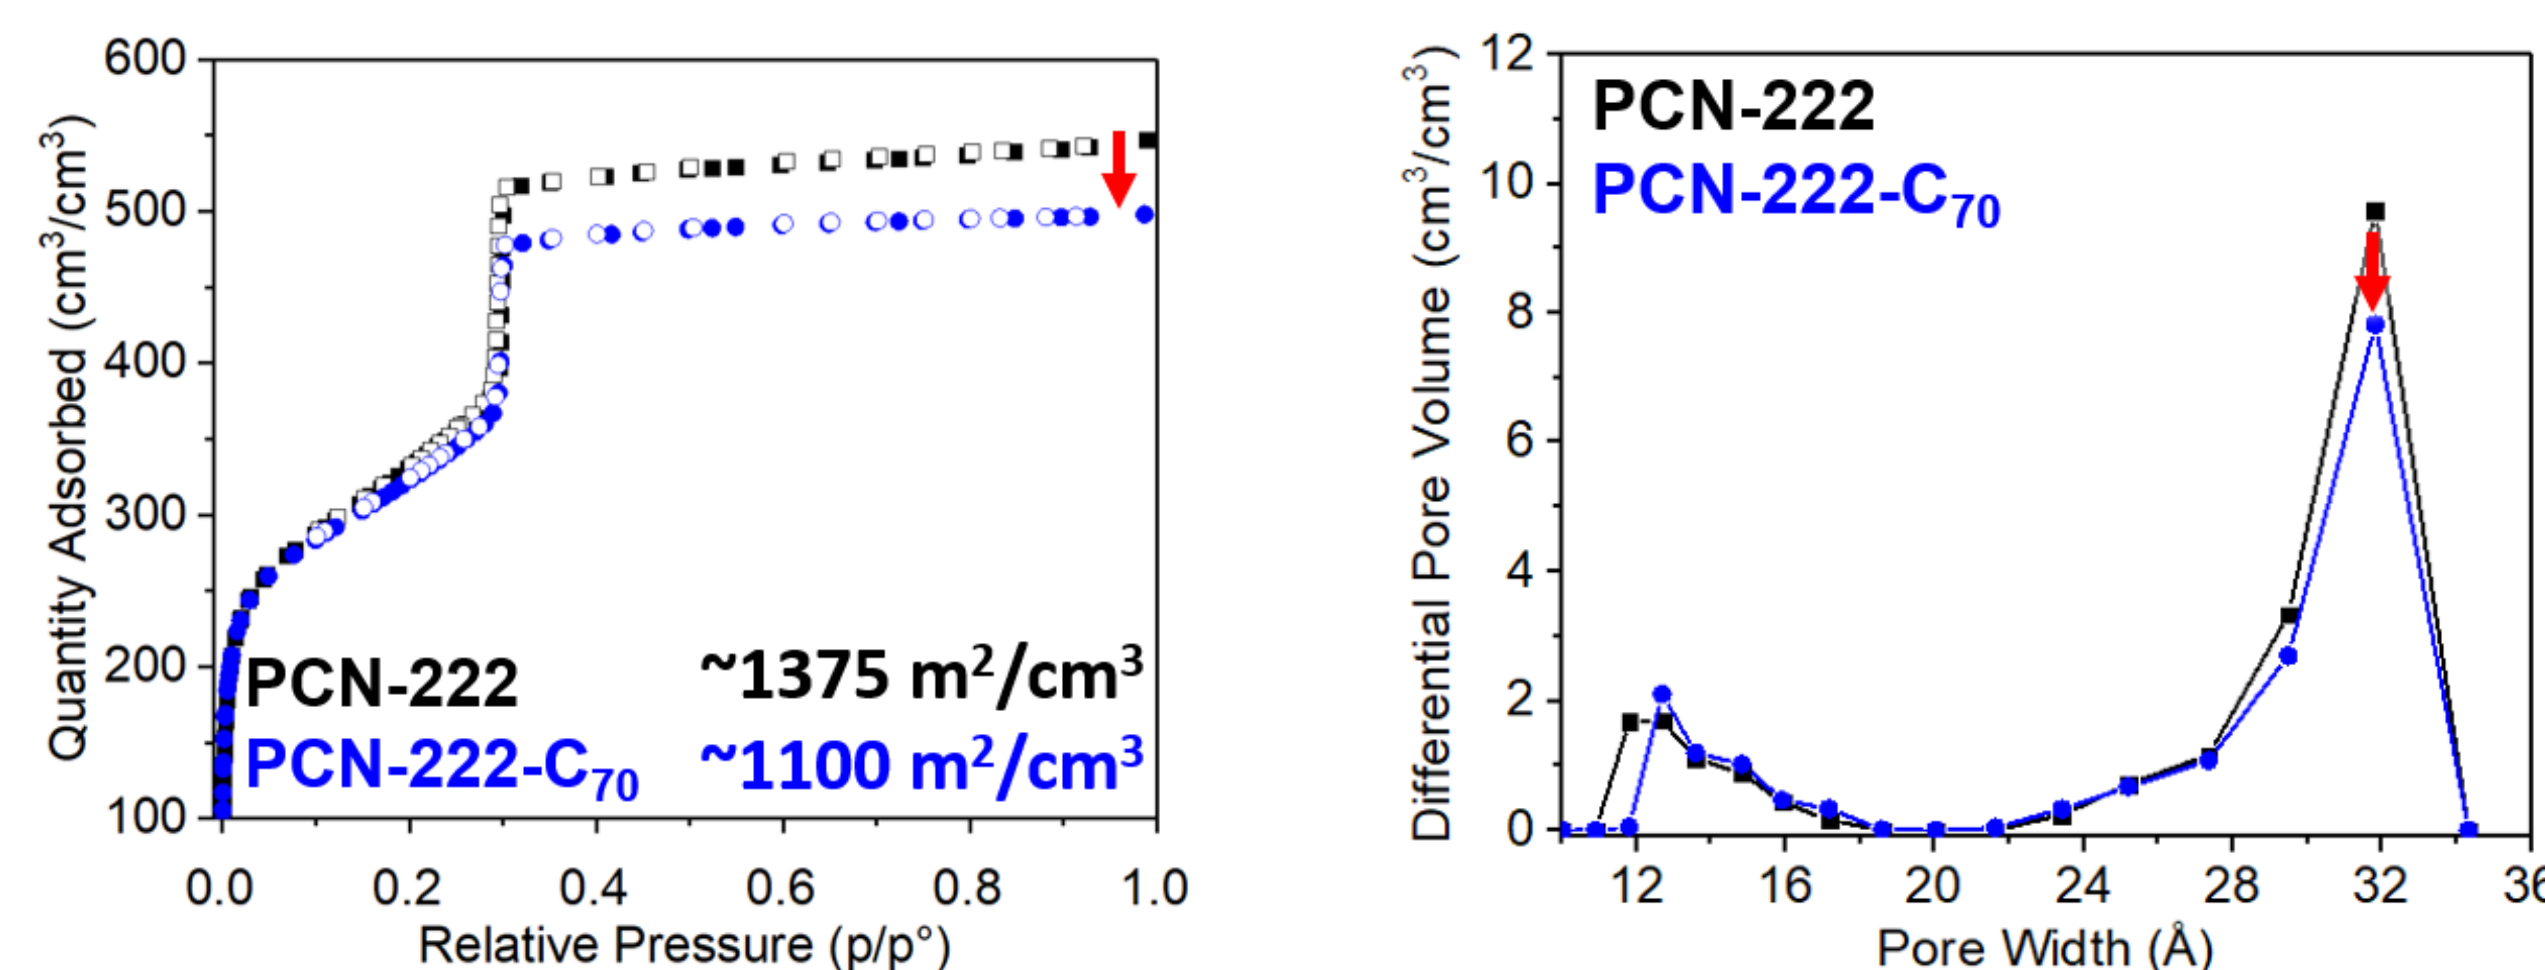 600
500
400
300
200
100
Quantity Adsorbed (cm³/cm³)
PCN-222 ~1375 m²/cm³
PCN-222-C₇₀ ~1100 m²/cm³
0.0 0.2 0.4 0.6 0.8 1.0
Relative Pressure (p/p°)
12
10
8
6
4
2
0
Differential Pore Volume (cm³/cm³)
PCN-222
PCN-222-C₇₀
12 16 20 24 28 32 36
Pore Width (Å)